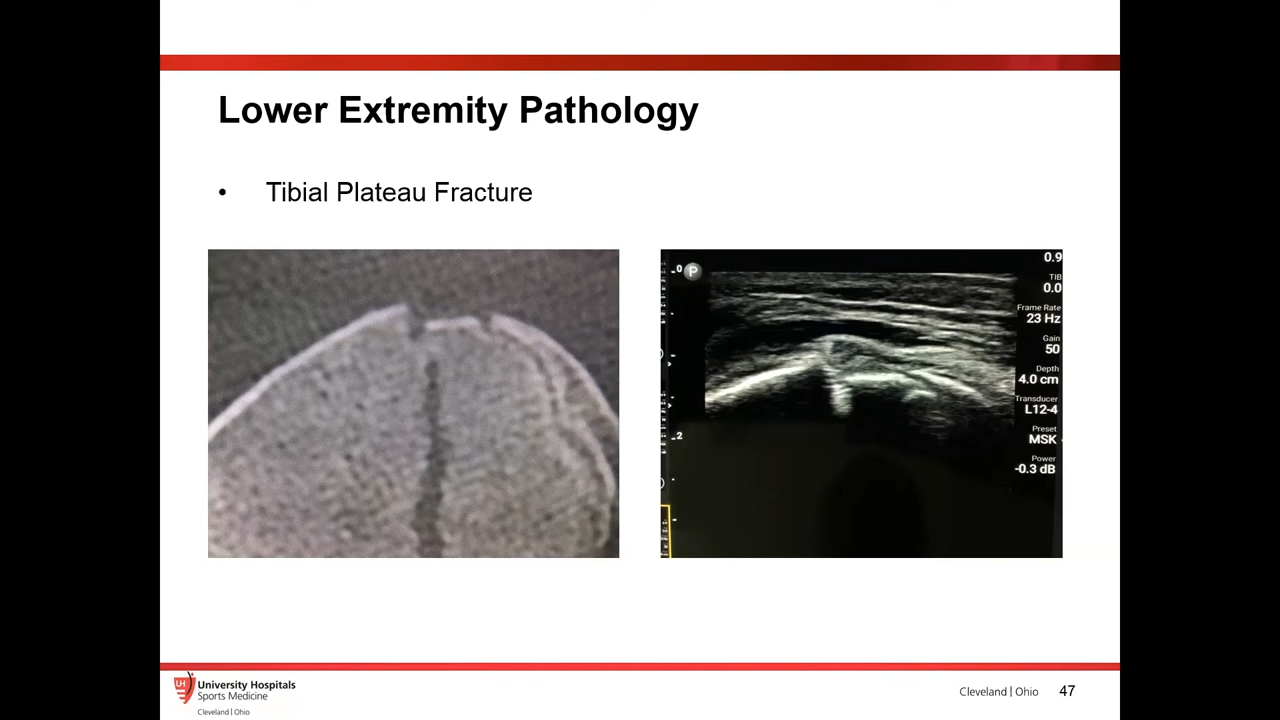 Lower Extremity Pathology
• Tibial Plateau Fracture
0
P
2
0.9
TIB
0.0
Frame Rate
23 Hz
Gain
50
Depth
4.0 cm
Transducer
L12-4
Preset
MSK
Power
-0.3 dB
UH
University Hospitals
Sports Medicine
Cleveland | Ohio
Cleveland | Ohio 47